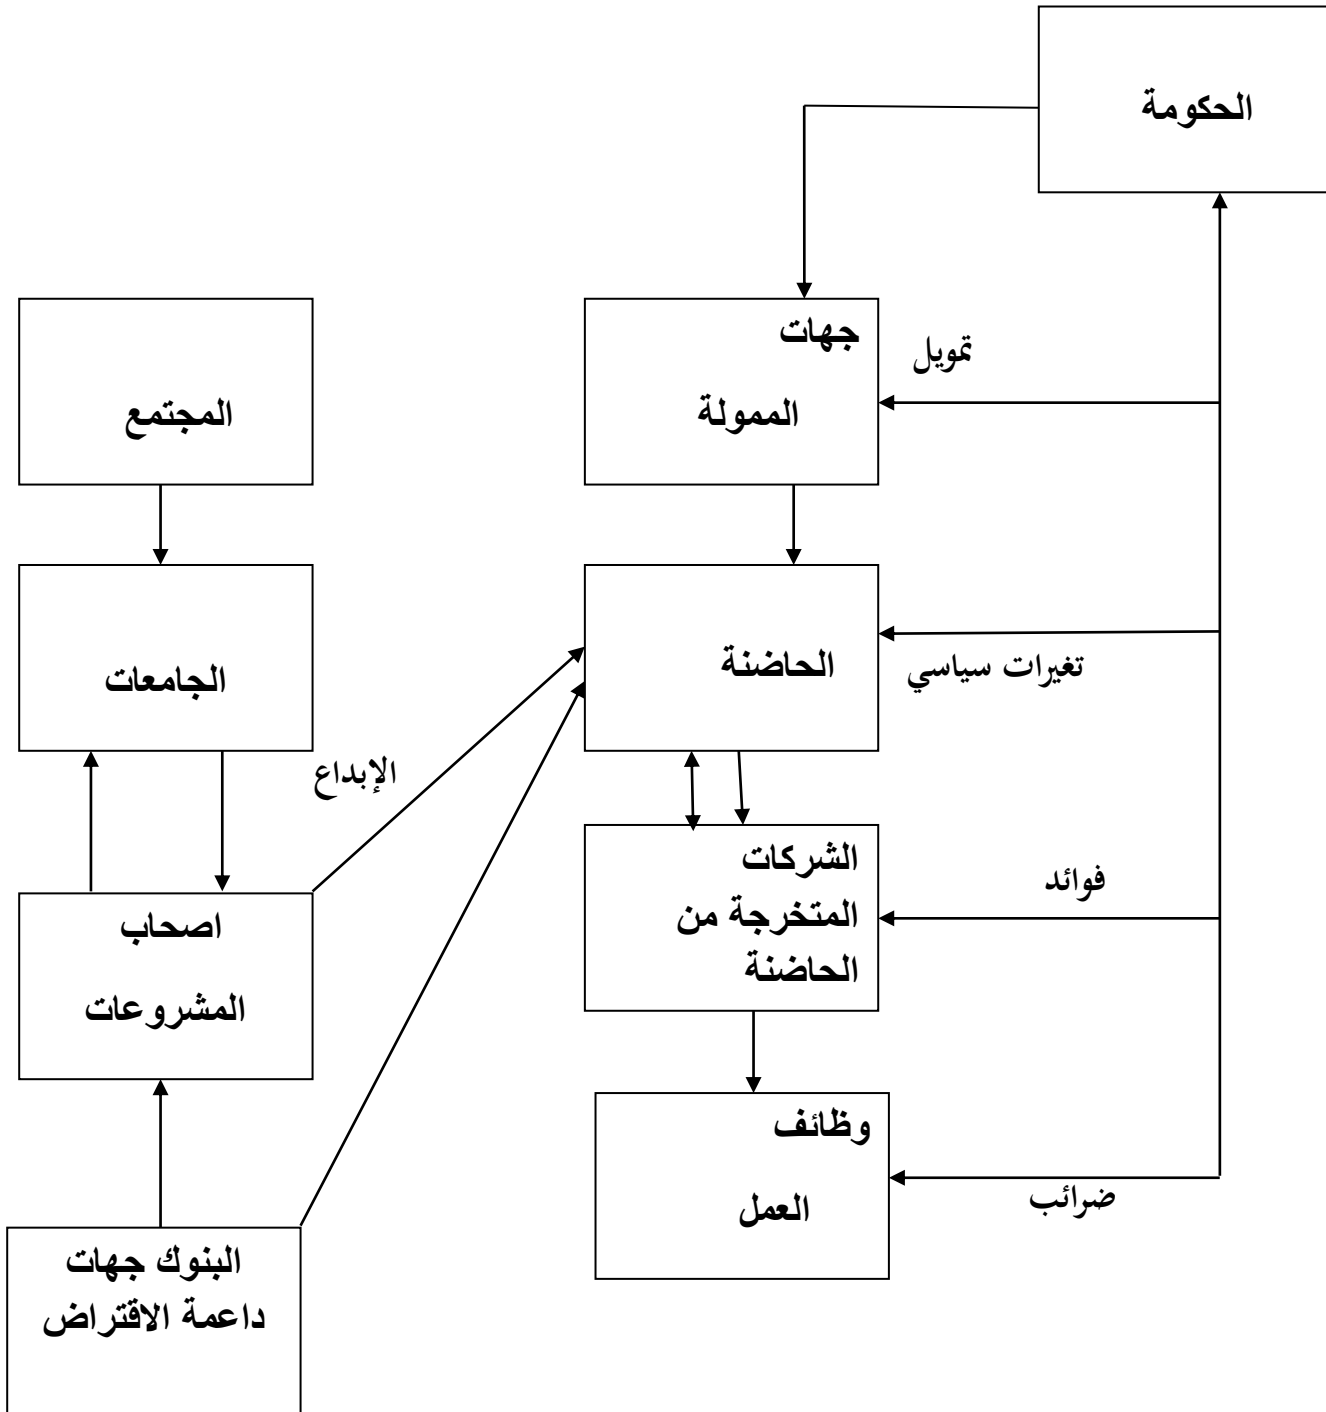 الحكومة
جهات
الممولة
تمويل
المجتمع
الحاضنة
تغيرات سياسي
الجامعات
الإبداع
الشركات
المتخرجة من
الحاضنة
فوائد
اصحاب
المشروعات
وظائف
العمل
ضرائب
البنوك جهات
داعمة الاقتراض